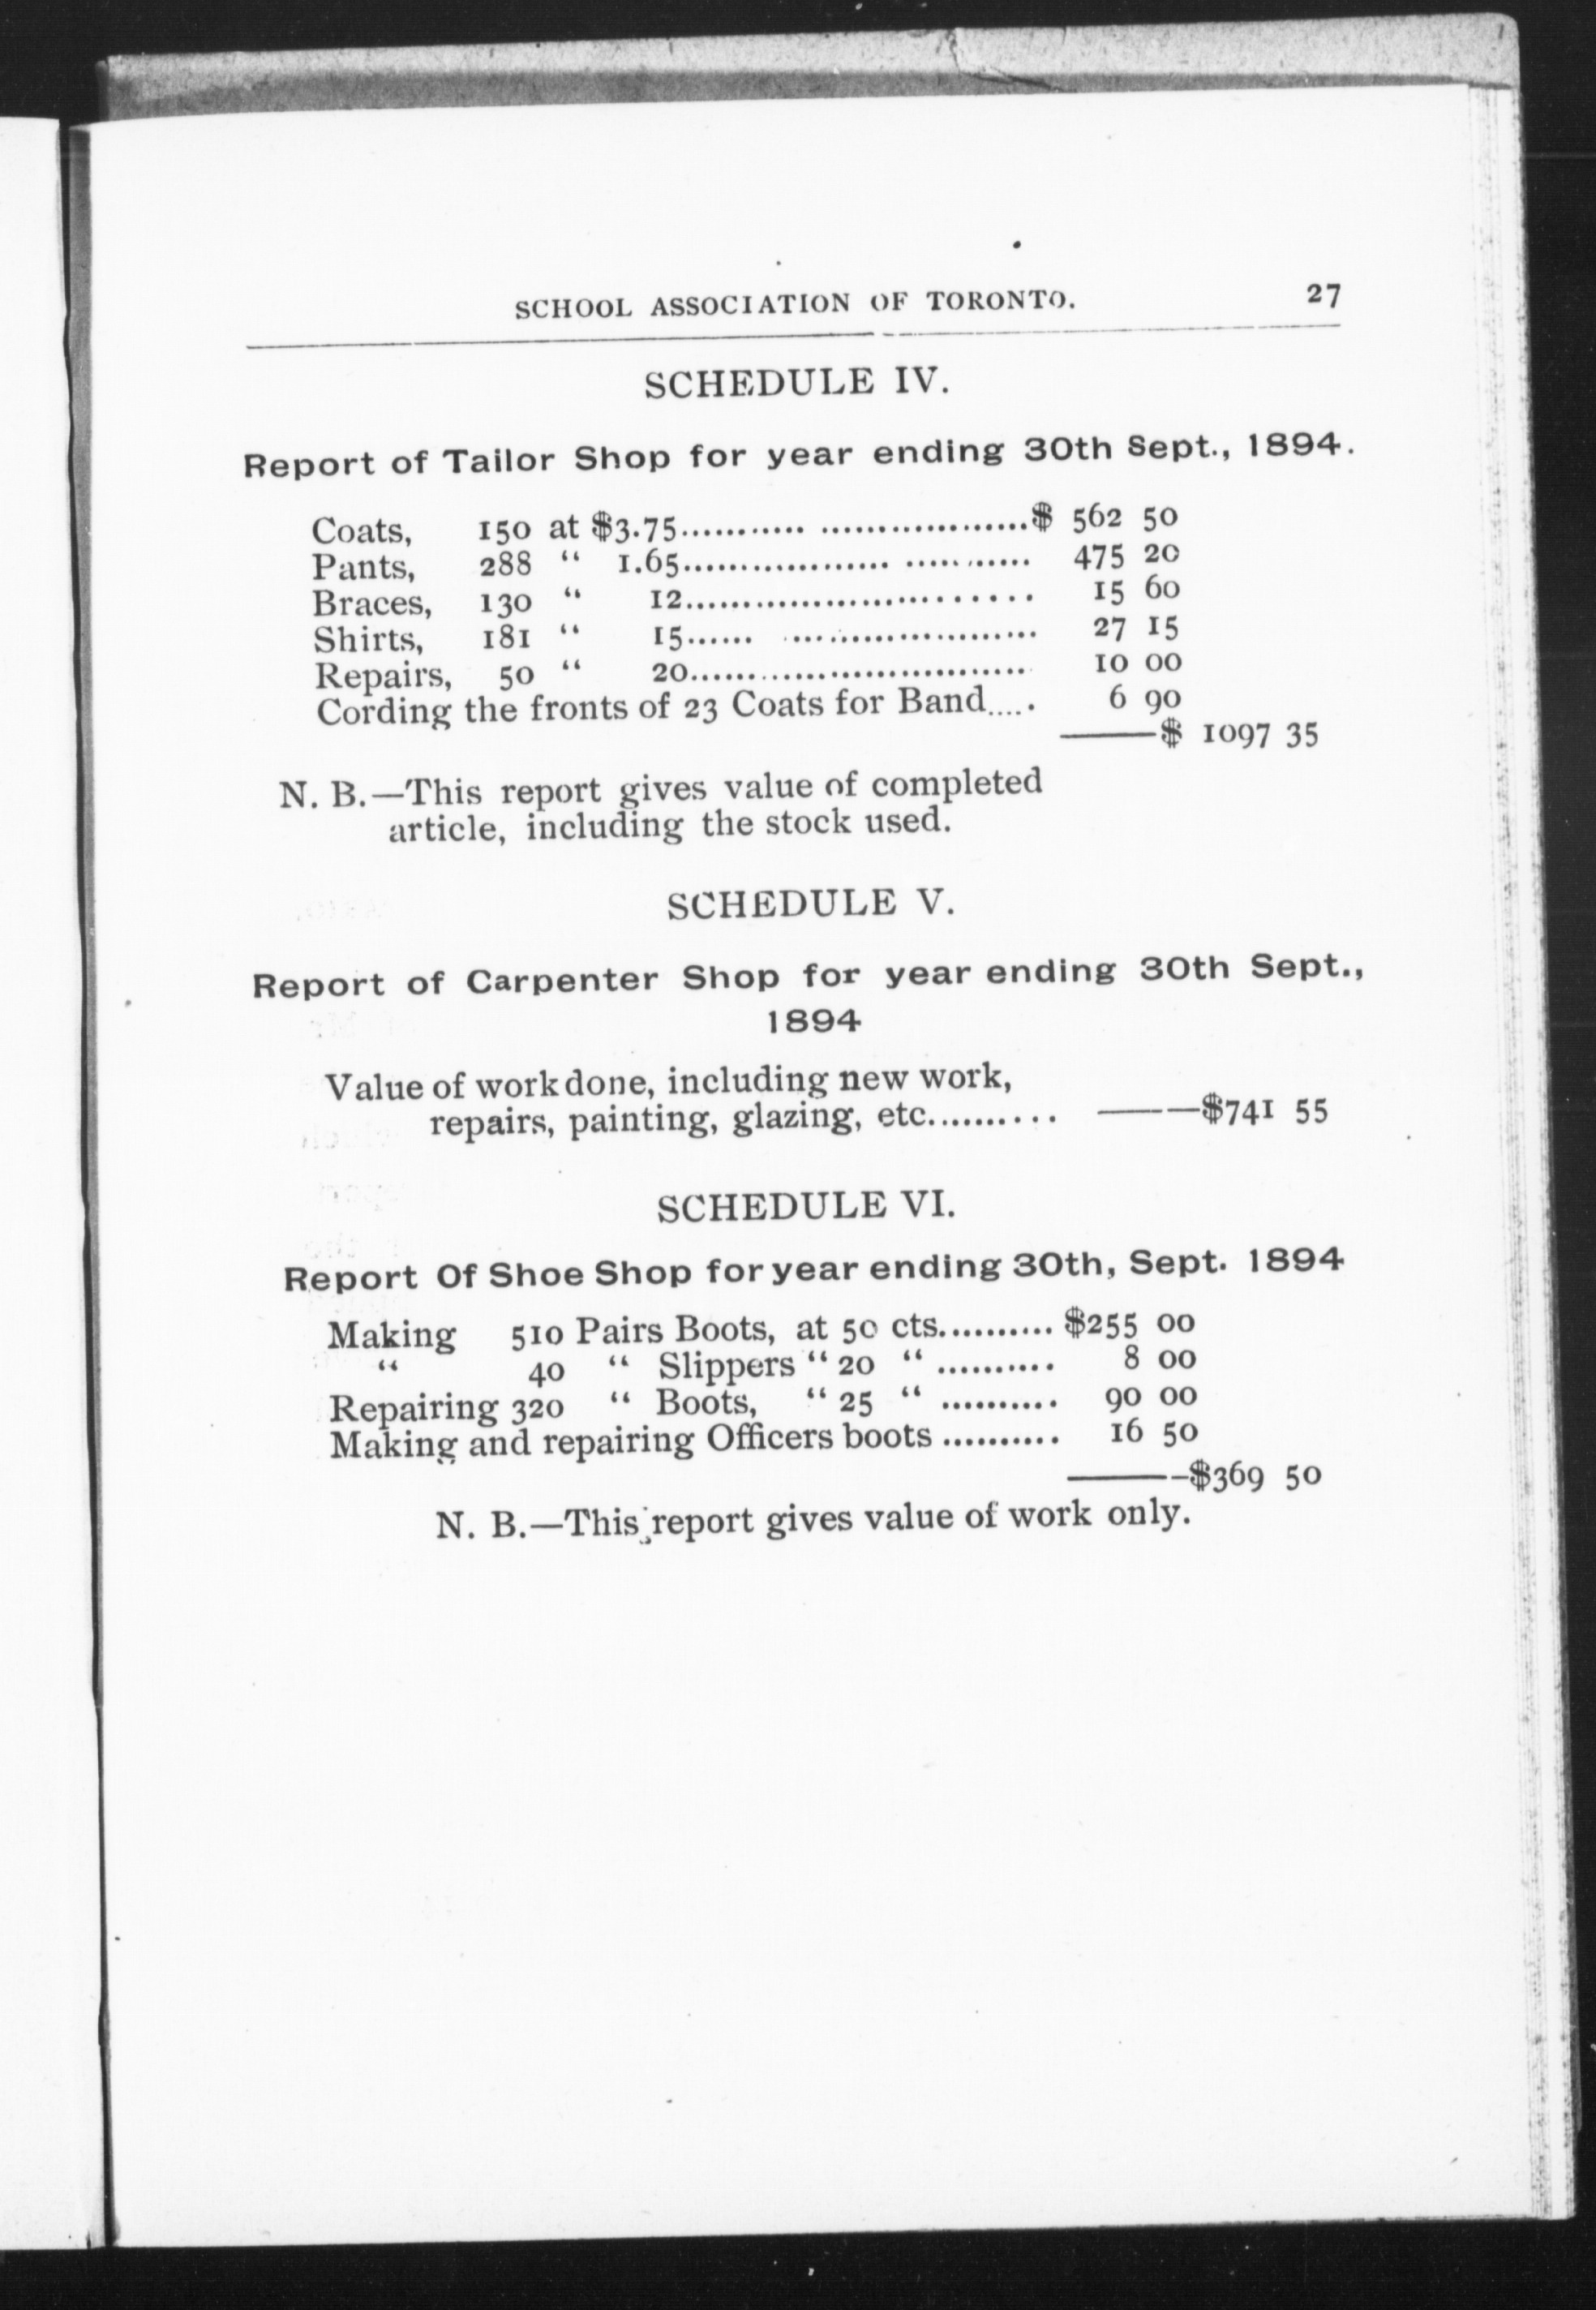 SCHOOL ASSOCIATION OF TORONTO. 27
SCHEDULE IV.
Report of Tailor Shop for year ending 30th Sept., 1894.
Coats, 150 at $3.75..............................$ 562 50
Pants, 288 “ 1.65.............................. 475 20
Braces, 130 “ 12.............................. 15 60
Shirts, 181 “ 15.............................. 27 15
Repairs, 50 “ 20.............................. 10 00
Cording the fronts of 23 Coats for Band..... 6 90
——$ 1097 35
N. B.—This report gives value of completed
article, including the stock used.
SCHEDULE V.
Report of Carpenter Shop for year ending 30th Sept.,
1894
Value of work done, including new work,
repairs, painting, glazing, etc.......... ——$741 55
SCHEDULE VI.
Report Of Shoe Shop for year ending 30th, Sept. 1894
Making 510 Pairs Boots, at 50 cts........... $255 00
“ 40 “ Slippers “ 20 “ .......... 8 00
Repairing 320 “ Boots, “ 25 “ .......... 90 00
Making and repairing Officers boots .......... 16 50
——$369 50
N. B.—This report gives value of work only.